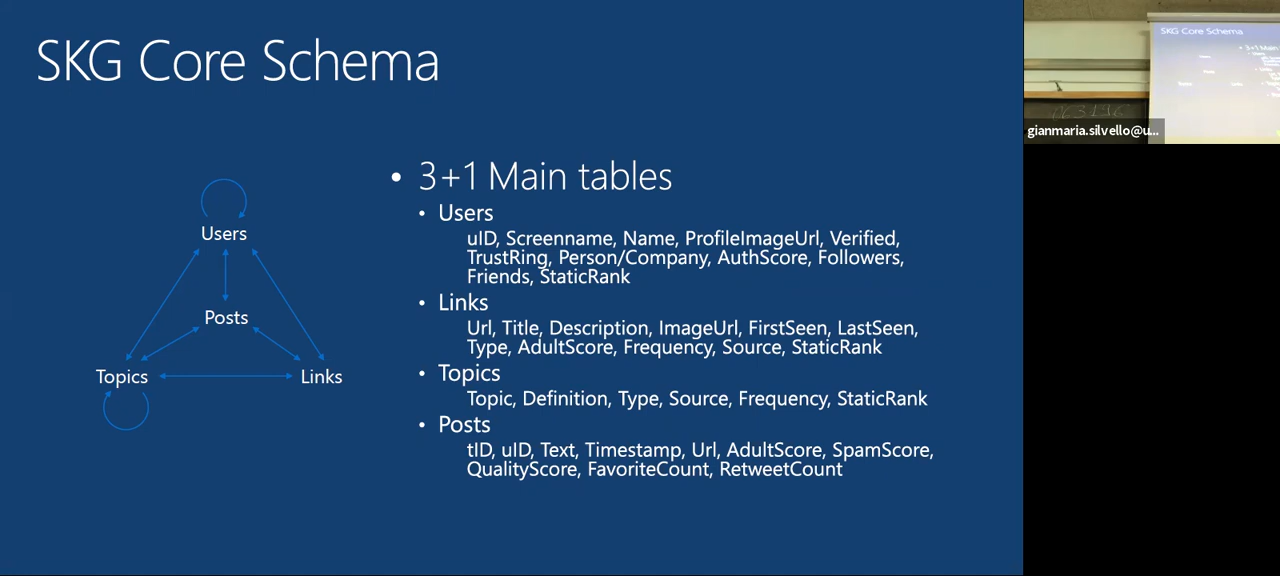 SKG Core Schema
Users
Posts
Topics
Links
• 3+1 Main tables
• Users
uID, Screenname, Name, ProfileImageUrl, Verified,
TrustRing, Person/Company, AuthScore, Followers,
Friends, StaticRank
• Links
Url, Title, Description, ImageUrl, FirstSeen, LastSeen,
Type, AdultScore, Frequency, Source, StaticRank
• Topics
Topic, Definition, Type, Source, Frequency, StaticRank
• Posts
tID, uID, Text, Timestamp, Url, AdultScore, SpamScore,
QualityScore, FavoriteCount, RetweetCount
SKG Core Schema
3+1 Main
gianmaria.silvello@u...